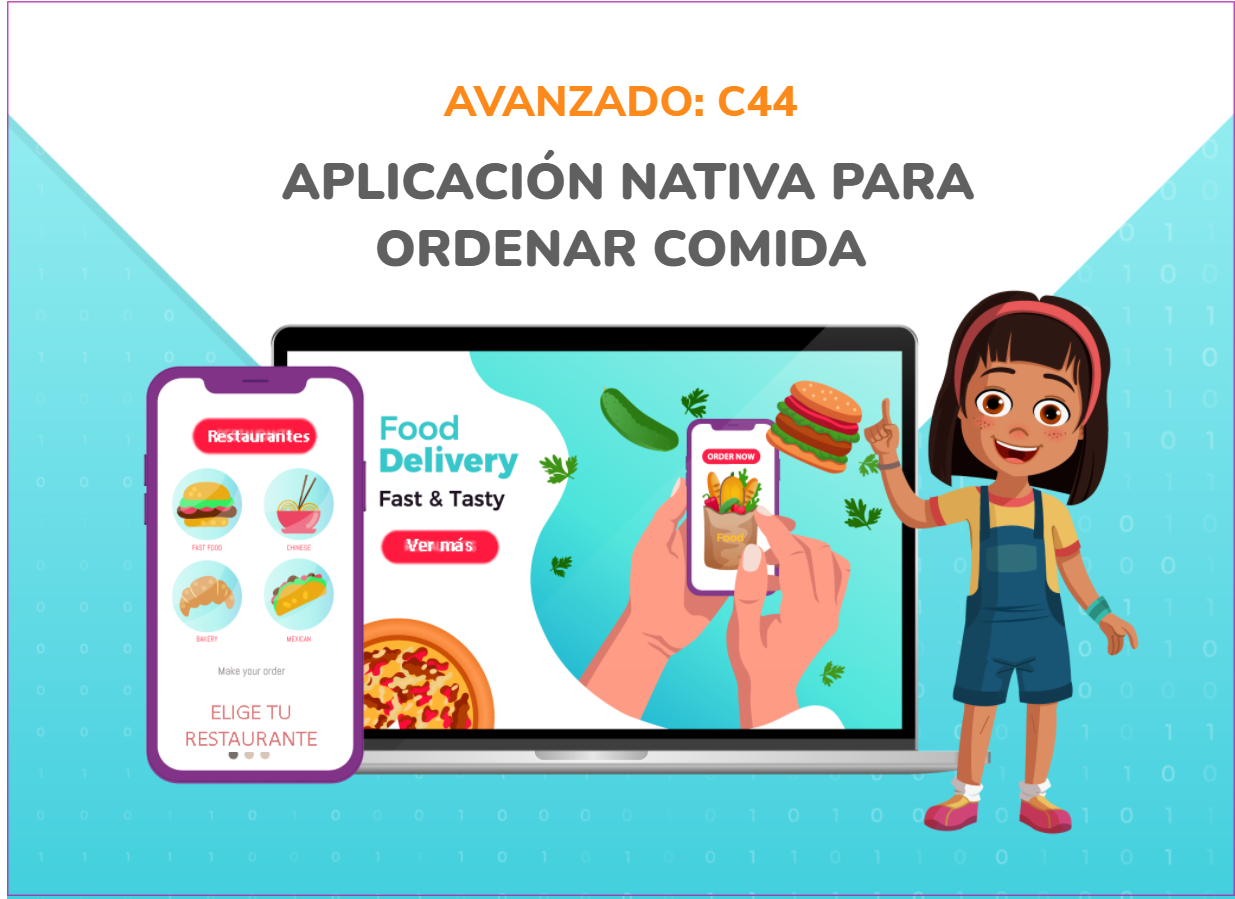 AVANZADO: C44
APLICACIÓN NATIVA PARA
ORDENAR COMIDA
Restaurantes
FAST FOOD
CHINESE
BAKERY
MEXICAN
Make your order
ELIGE TU
RESTAURANTE
Food
Delivery
Fast & Tasty
Ver más
ORDER NOW
Food